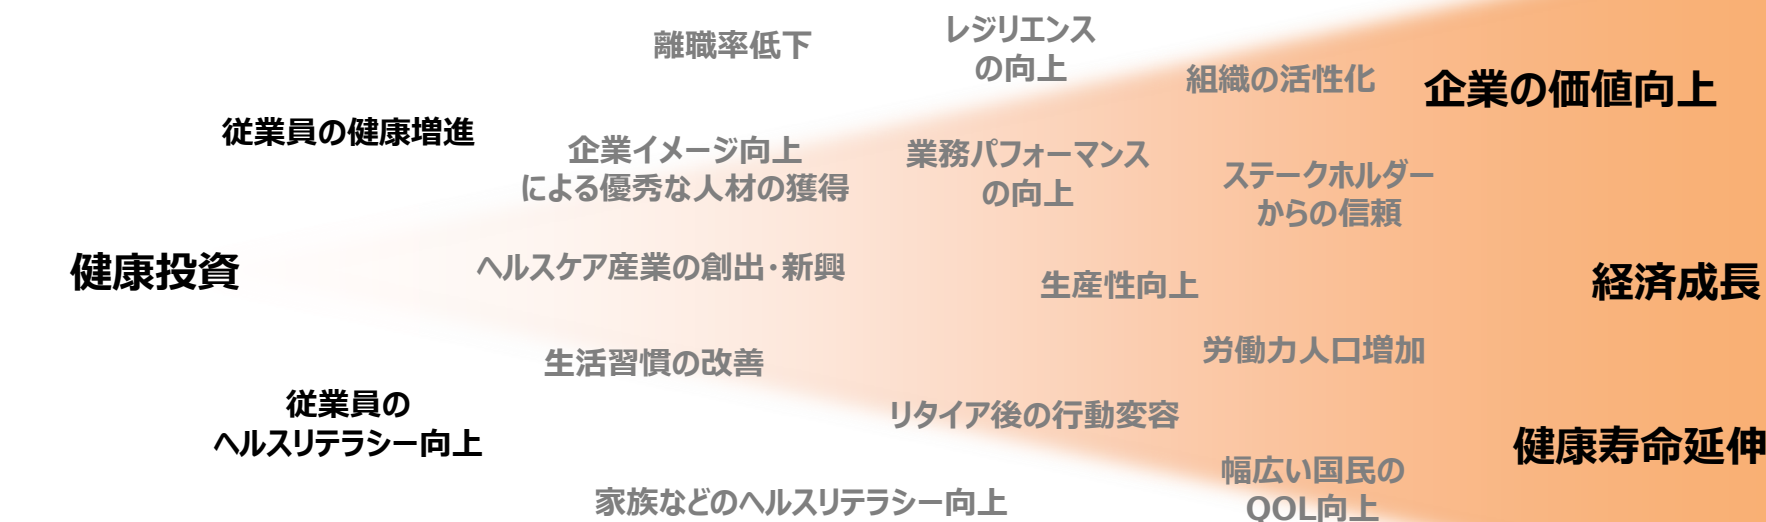 離職率低下
レジリエンス
の向上
組織の活性化
企業の価値向上
従業員の健康増進
企業イメージ向上
による優秀な人材の獲得
業務パフォーマンス
の向上
ステークホルダー
からの信頼
健康投資
ヘルスケア産業の創出・新興
生産性向上
経済成長
生活習慣の改善
労働力人口増加
従業員の
ヘルスリテラシー向上
リタイア後の行動変容
健康寿命延伸
家族などのヘルスリテラシー向上
幅広い国民の
QOL向上